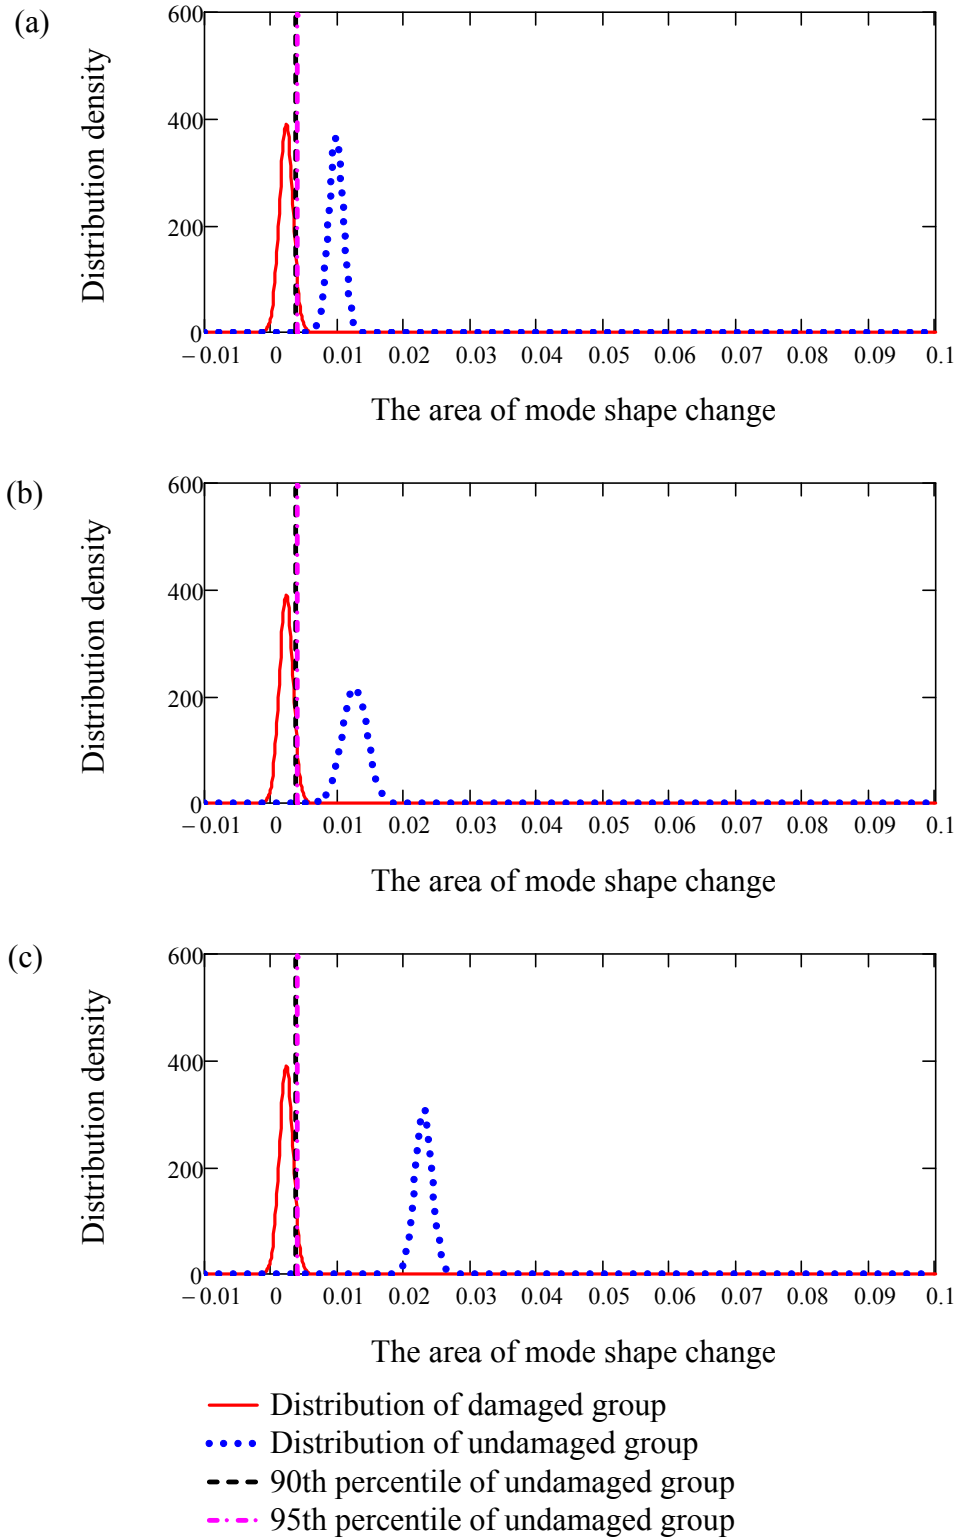 (a)
Distribution density
600
400
200
0
−0.01 0 0.01 0.02 0.03 0.04 0.05 0.06 0.07 0.08 0.09 0.1
The area of mode shape change
(b)
Distribution density
600
400
200
0
−0.01 0 0.01 0.02 0.03 0.04 0.05 0.06 0.07 0.08 0.09 0.1
The area of mode shape change
(c)
Distribution density
600
400
200
0
−0.01 0 0.01 0.02 0.03 0.04 0.05 0.06 0.07 0.08 0.09 0.1
The area of mode shape change
Distribution of damaged group
Distribution of undamaged group
90th percentile of undamaged group
95th percentile of undamaged group